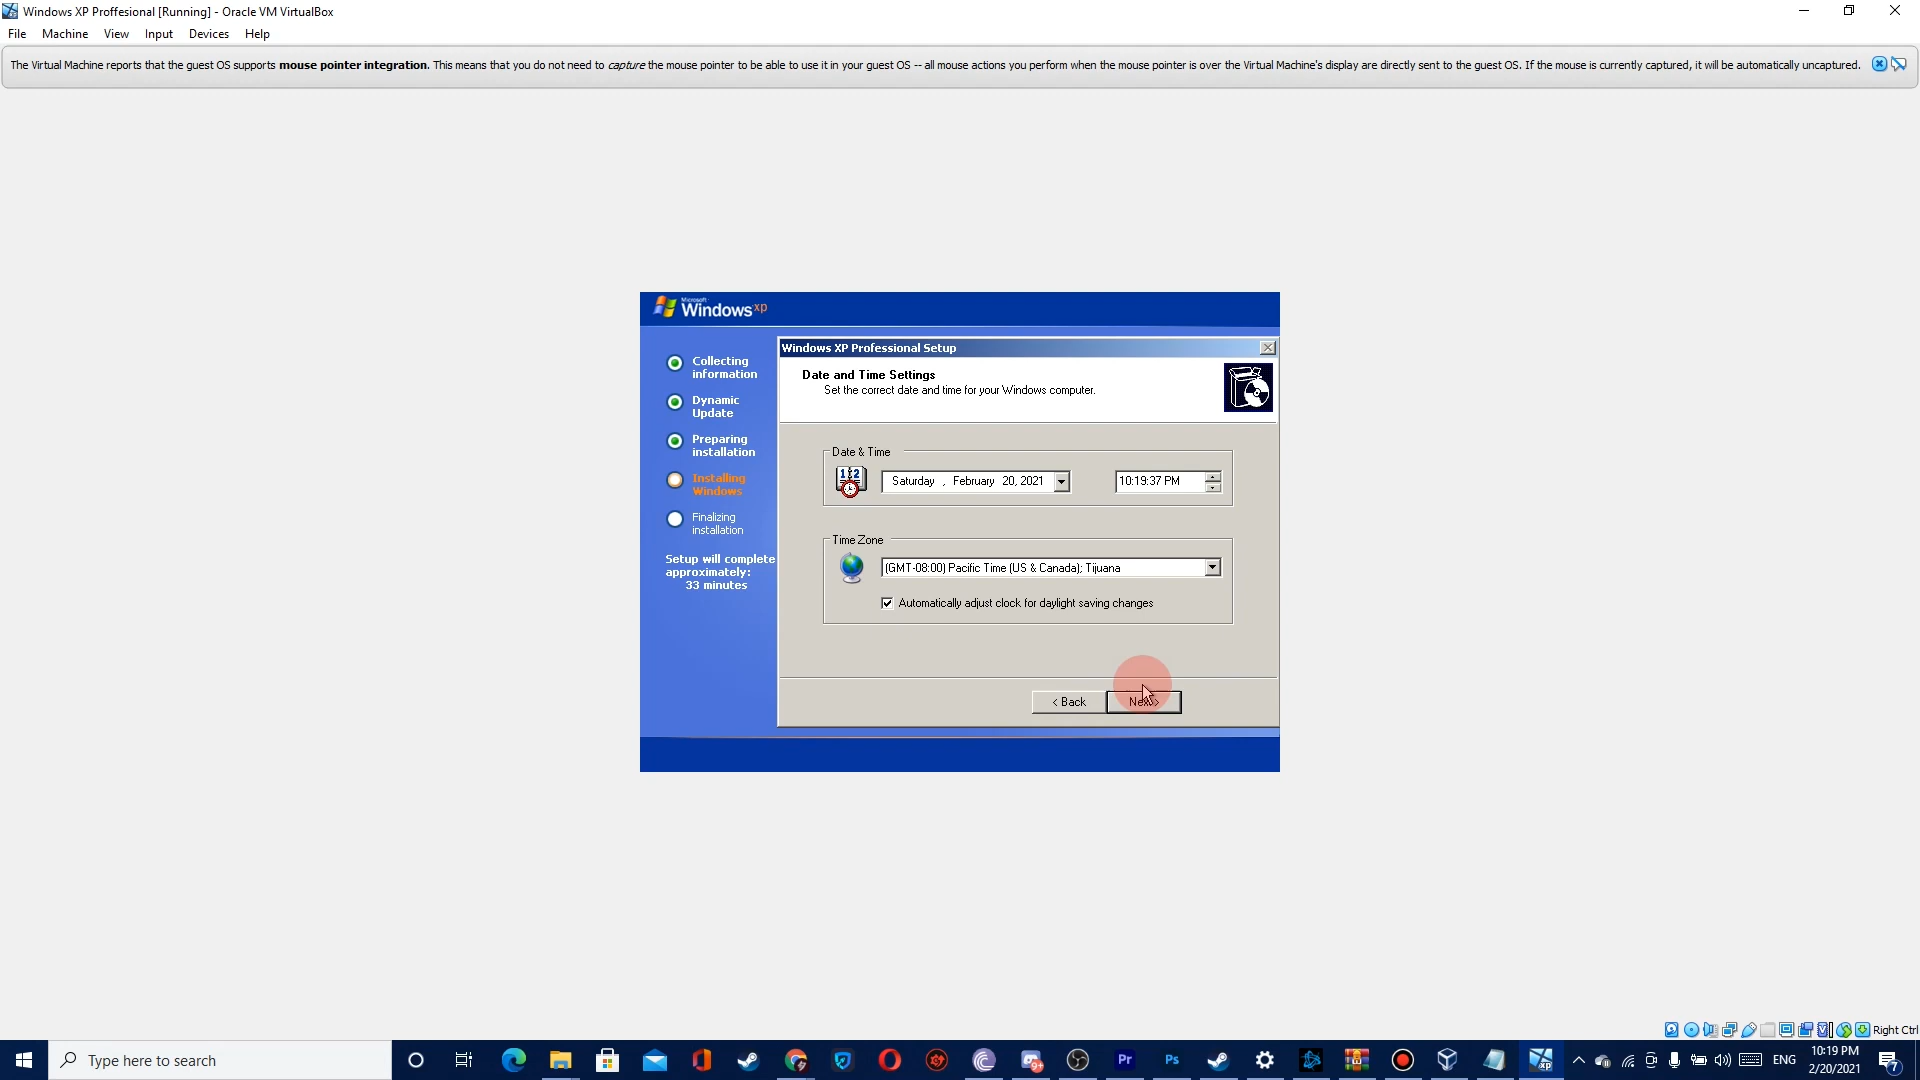 Windows XP Proffesional [Running] - Oracle VM VirtualBox
File Machine View Input Devices Help
The Virtual Machine reports that the guest OS supports mouse pointer integration. This means that you do not need to capture the mouse pointer to be able to use it in your guest OS -- all mouse actions you perform when the mouse pointer is over the Virtual Machine's display are directly sent to the guest OS. If the mouse is currently captured, it will be automatically uncaptured.
Microsoft
Windows xp
Collecting
information
Dynamic
Update
Preparing
installation
Installing
Windows
Finalizing
installation
Setup will complete
approximately:
33 minutes
Windows XP Professional Setup
Date and Time Settings
Set the correct date and time for your Windows computer.
Date & Time
12
Saturday , February 20, 2021
10:19:37 PM
Time Zone
(GMT-08:00) Pacific Time (US & Canada); Tijuana
Automatically adjust clock for daylight saving changes
< Back
Next >
Right Ctrl
Type here to search
Pr
Ps
xp
ENG
10:19 PM
2/20/2021
7